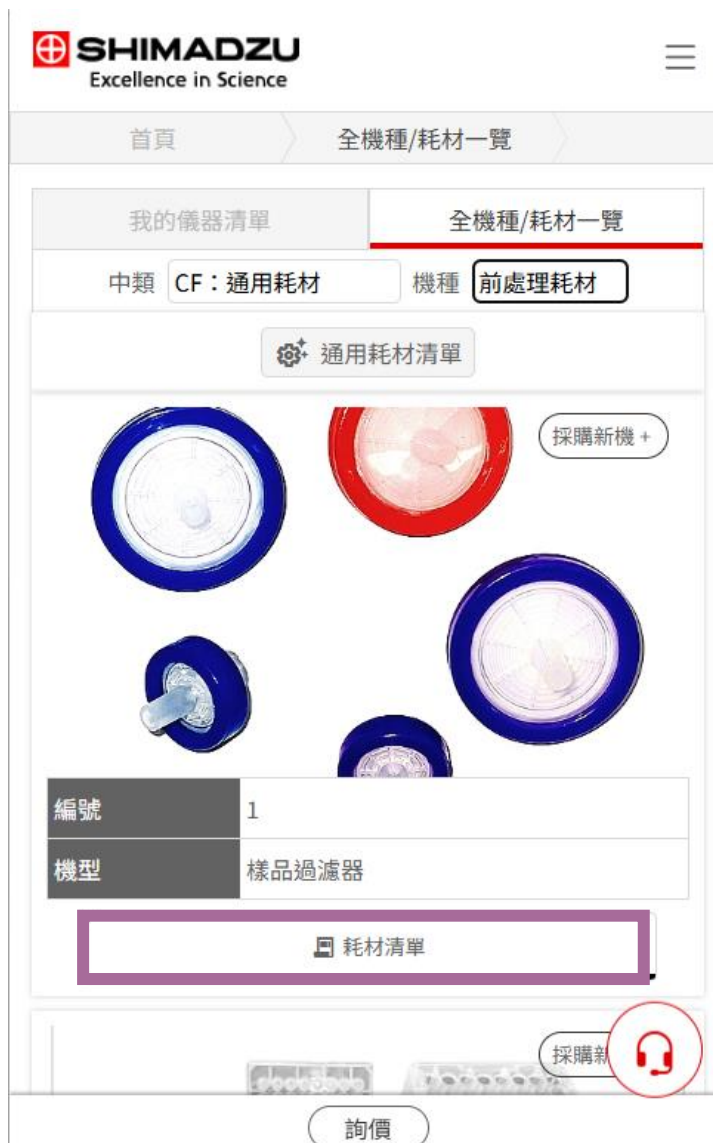 SHIMADZU
Excellence in Science
首頁 全機種/耗材一覽
我的儀器清單 全機種/耗材一覽
中類 CF：通用耗材 機種 前處理耗材
通用耗材清單
採購新機 +
編號 1
機型 樣品過濾器
耗材清單
採購新
詢價